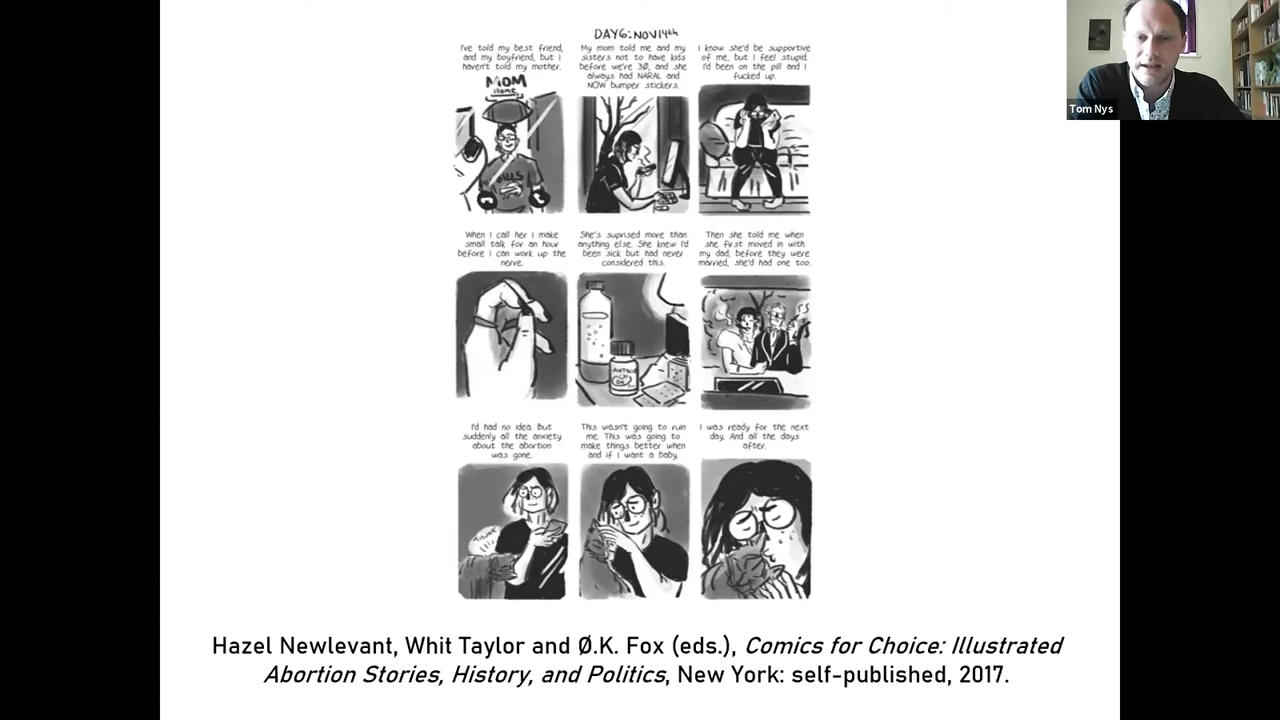 DAY6:NOV14th
I've told my best friend,
and my boyfriend, but I
haven't told my mother.
My mom told me and my
sisters not to have kids
before we're 30, and she
always had NARAL and
NOW bumper stickers.
I know she'd be supportive
of me, but I feel stupid.
I'd been on the pill and I
fucked up.
MOM
Home
When I call her I make
small talk for an hour
before I can work up the
nerve.
She's suprised more than
anything else. She knew I'd
been sick but had never
considered this.
Then she told me when
she first moved in with
my dad, before they were
married, she'd had one too.
I'd had no idea. But
suddenly all the anxiety
about the abortion
was gone.
This wasn't going to ruin
me. This was going to
make things better when
and if I want a baby.
I was ready for the next
day. And all the days
after.
Hazel Newlevant, Whit Taylor and Ø.K. Fox (eds.), Comics for Choice: Illustrated
Abortion Stories, History, and Politics, New York: self-published, 2017.
Tom Nys